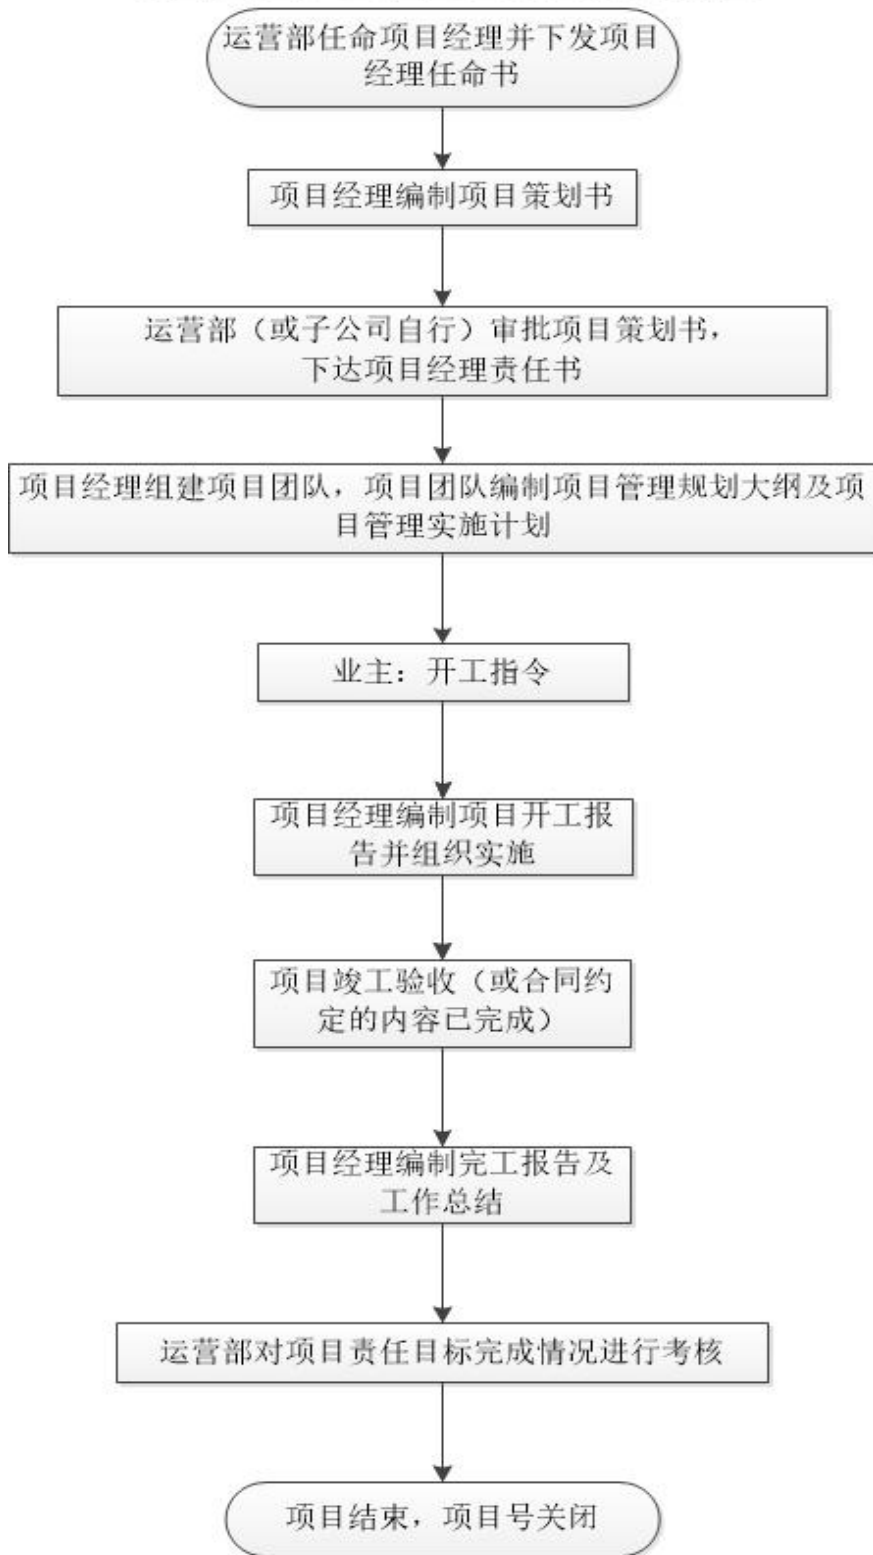 运营部任命项目经理并下发项目
经理任命书
项目经理编制项目策划书
运营部（或子公司自行）审批项目策划书，
下达项目经理责任书
项目经理组建项目团队，项目团队编制项目管理规划大纲及项
目管理实施计划
业主：开工指令
项目经理编制项目开工报
告并组织实施
项目竣工验收（或合同约
定的内容已完成）
项目经理编制完工报告及
工作总结
运营部对项目责任目标完成情况进行考核
项目结束，项目号关闭